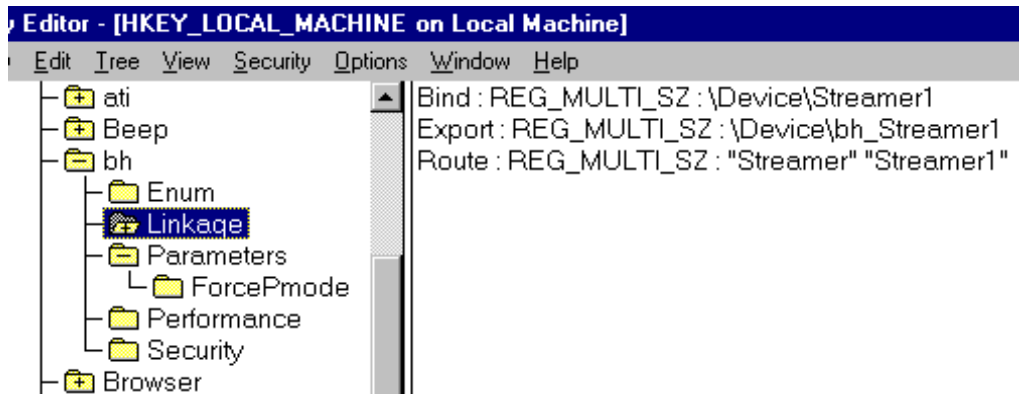 y Editor - [HKEY_LOCAL_MACHINE on Local Machine]
Edit Tree View Security Options Window Help
ati
Beep
bh
Enum
Linkage
Parameters
ForcePmode
Performance
Security
Browser
Bind : REG_MULTI_SZ : \Device\Streamer1
Export : REG_MULTI_SZ : \Device\bh_Streamer1
Route : REG_MULTI_SZ : "Streamer" "Streamer1"